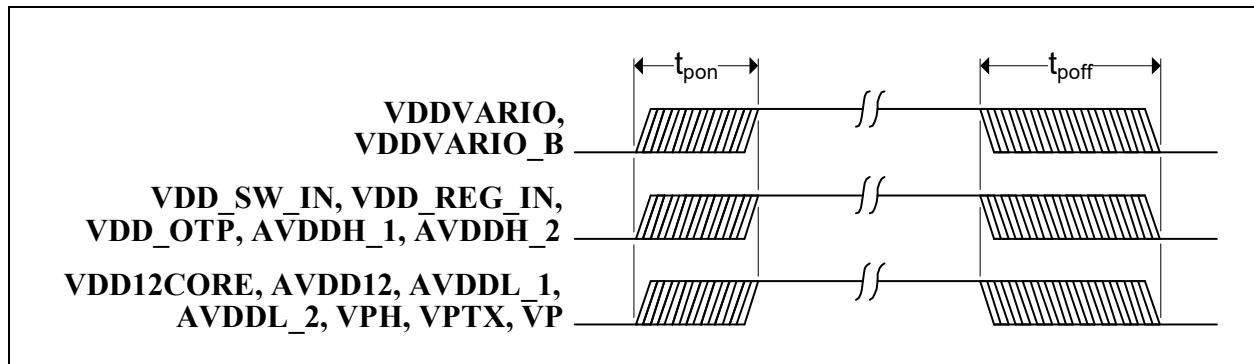 tpon
tpoff
VDDVARIO,
VDDVARIO_B
VDD_SW_IN, VDD_REG_IN,
VDD_OTP, AVDDH_1, AVDDH_2
VDD12CORE, AVDD12, AVDDL_1,
AVDDL_2, VPH, VPTX, VP